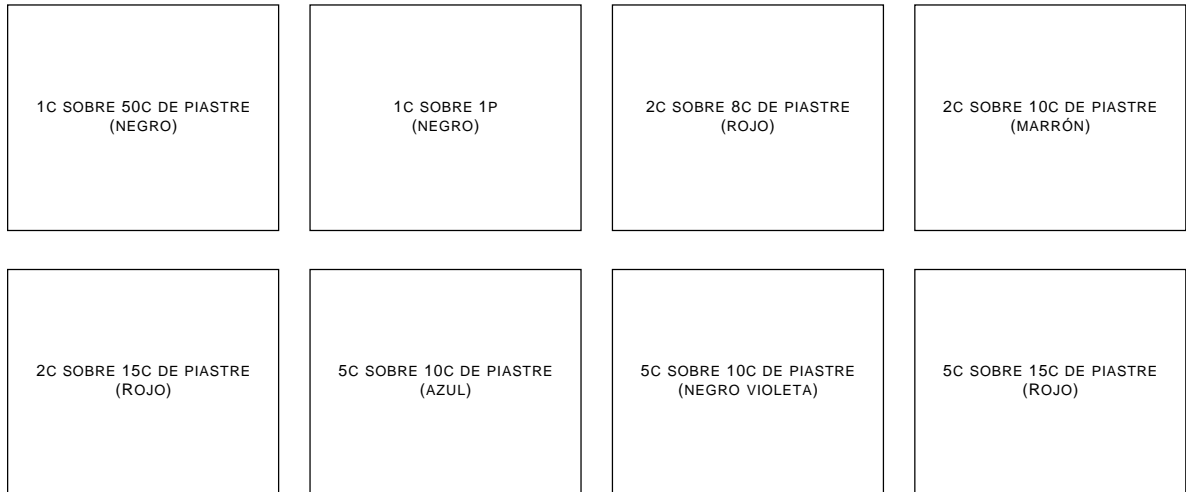 1C SOBRE 50C DE PIASTRE
(NEGRO)
1C SOBRE 1P
(NEGRO)
2C SOBRE 8C DE PIASTRE
(ROJO)
2C SOBRE 10C DE PIASTRE
(MARRÓN)
2C SOBRE 15C DE PIASTRE
(ROJO)
5C SOBRE 10C DE PIASTRE
(AZUL)
5C SOBRE 10C DE PIASTRE
(NEGRO VIOLETA)
5C SOBRE 15C DE PIASTRE
(ROJO)